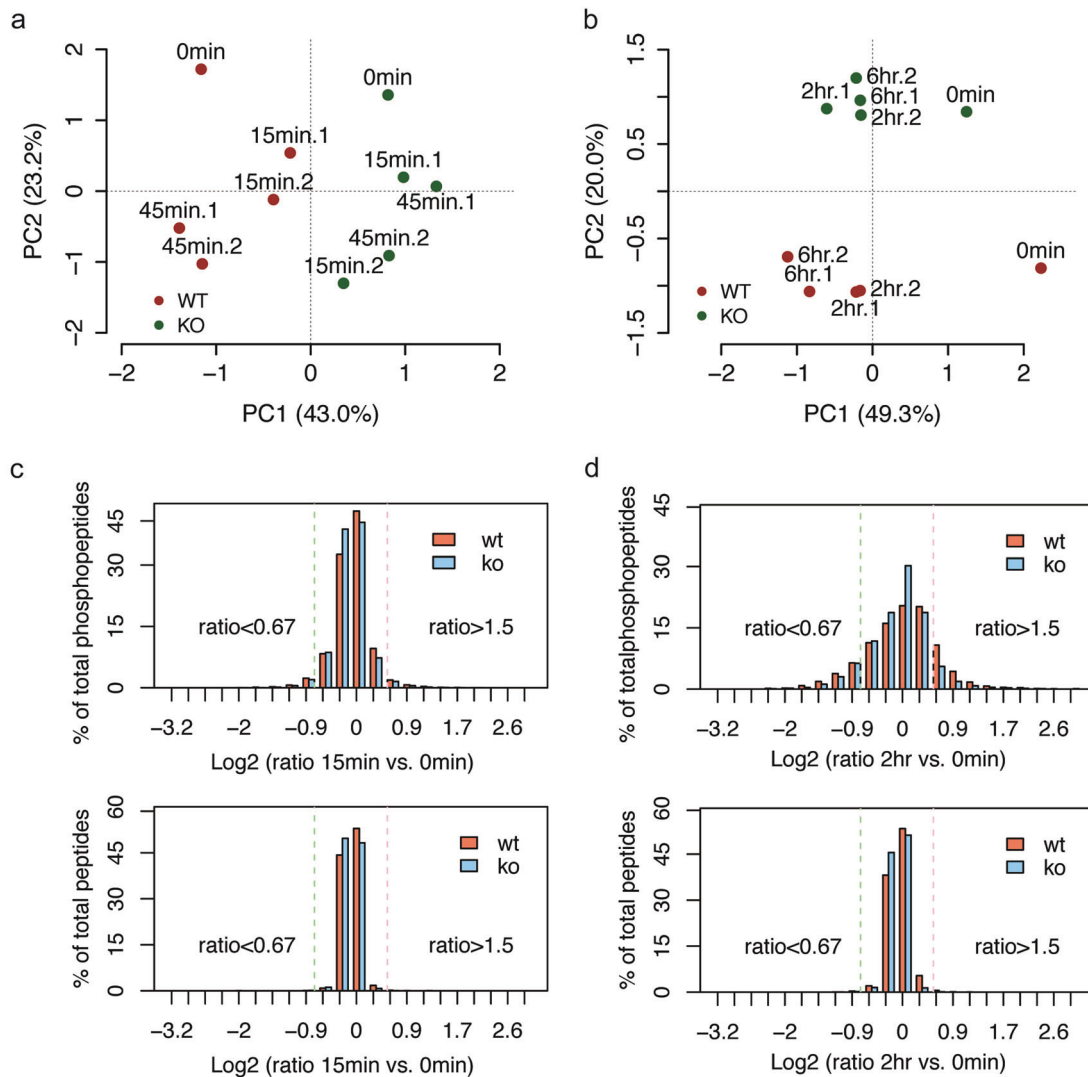 a
PC2 (23.2%)
2
1
0
−1
−2
0min
0min
15min.1
15min.1
15min.2
45min.1
45min.1
45min.2
45min.2
15min.2
WT
KO
−2 −1 0 1 2
PC1 (43.0%)
b
PC2 (20.0%)
1.5
0.5
−0.5
−1.5
6hr.2
2hr.1
6hr.1
0min
2hr.2
0min
6hr.2
6hr.1
2hr.2
2hr.1
WT
KO
−2 −1 0 1 2
PC1 (49.3%)
c
% of total phosphopeptides
45
30
15
0
wt
ko
ratio<0.67
ratio>1.5
−3.2 −2 −0.9 0 0.9 1.7 2.6
Log2 (ratio 15min vs. 0min)
% of total peptides
60
45
30
15
0
wt
ko
ratio<0.67
ratio>1.5
−3.2 −2 −0.9 0 0.9 1.7 2.6
Log2 (ratio 15min vs. 0min)
d
% of totalphosphopeptides
45
30
15
0
wt
ko
ratio<0.67
ratio>1.5
−3.2 −2 −0.9 0 0.9 1.7 2.6
Log2 (ratio 2hr vs. 0min)
% of total peptides
60
45
30
15
0
wt
ko
ratio<0.67
ratio>1.5
−3.2 −2 −0.9 0 0.9 1.7 2.6
Log2 (ratio 2hr vs. 0min)